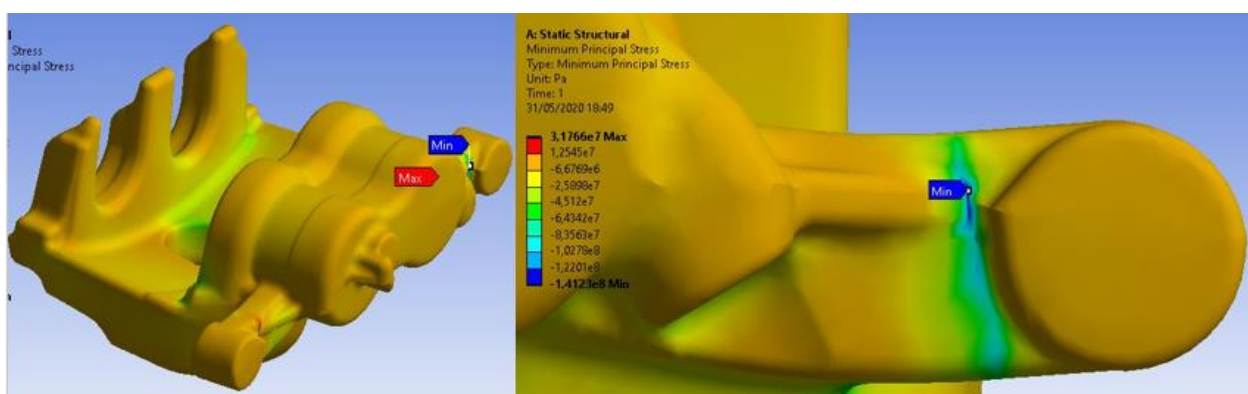 l
Stress
ncipal Stress
Min
Max
A: Static Structural
Minimum Principal Stress
Type: Minimum Principal Stress
Unit: Pa
Time: 1
31/05/2020 18:49
3,1766e7 Max
1,2545e7
-6,6769e6
-2,5898e7
-4,512e7
-6,4342e7
-8,3563e7
-1,0278e8
-1,2201e8
-1,4123e8 Min
Min